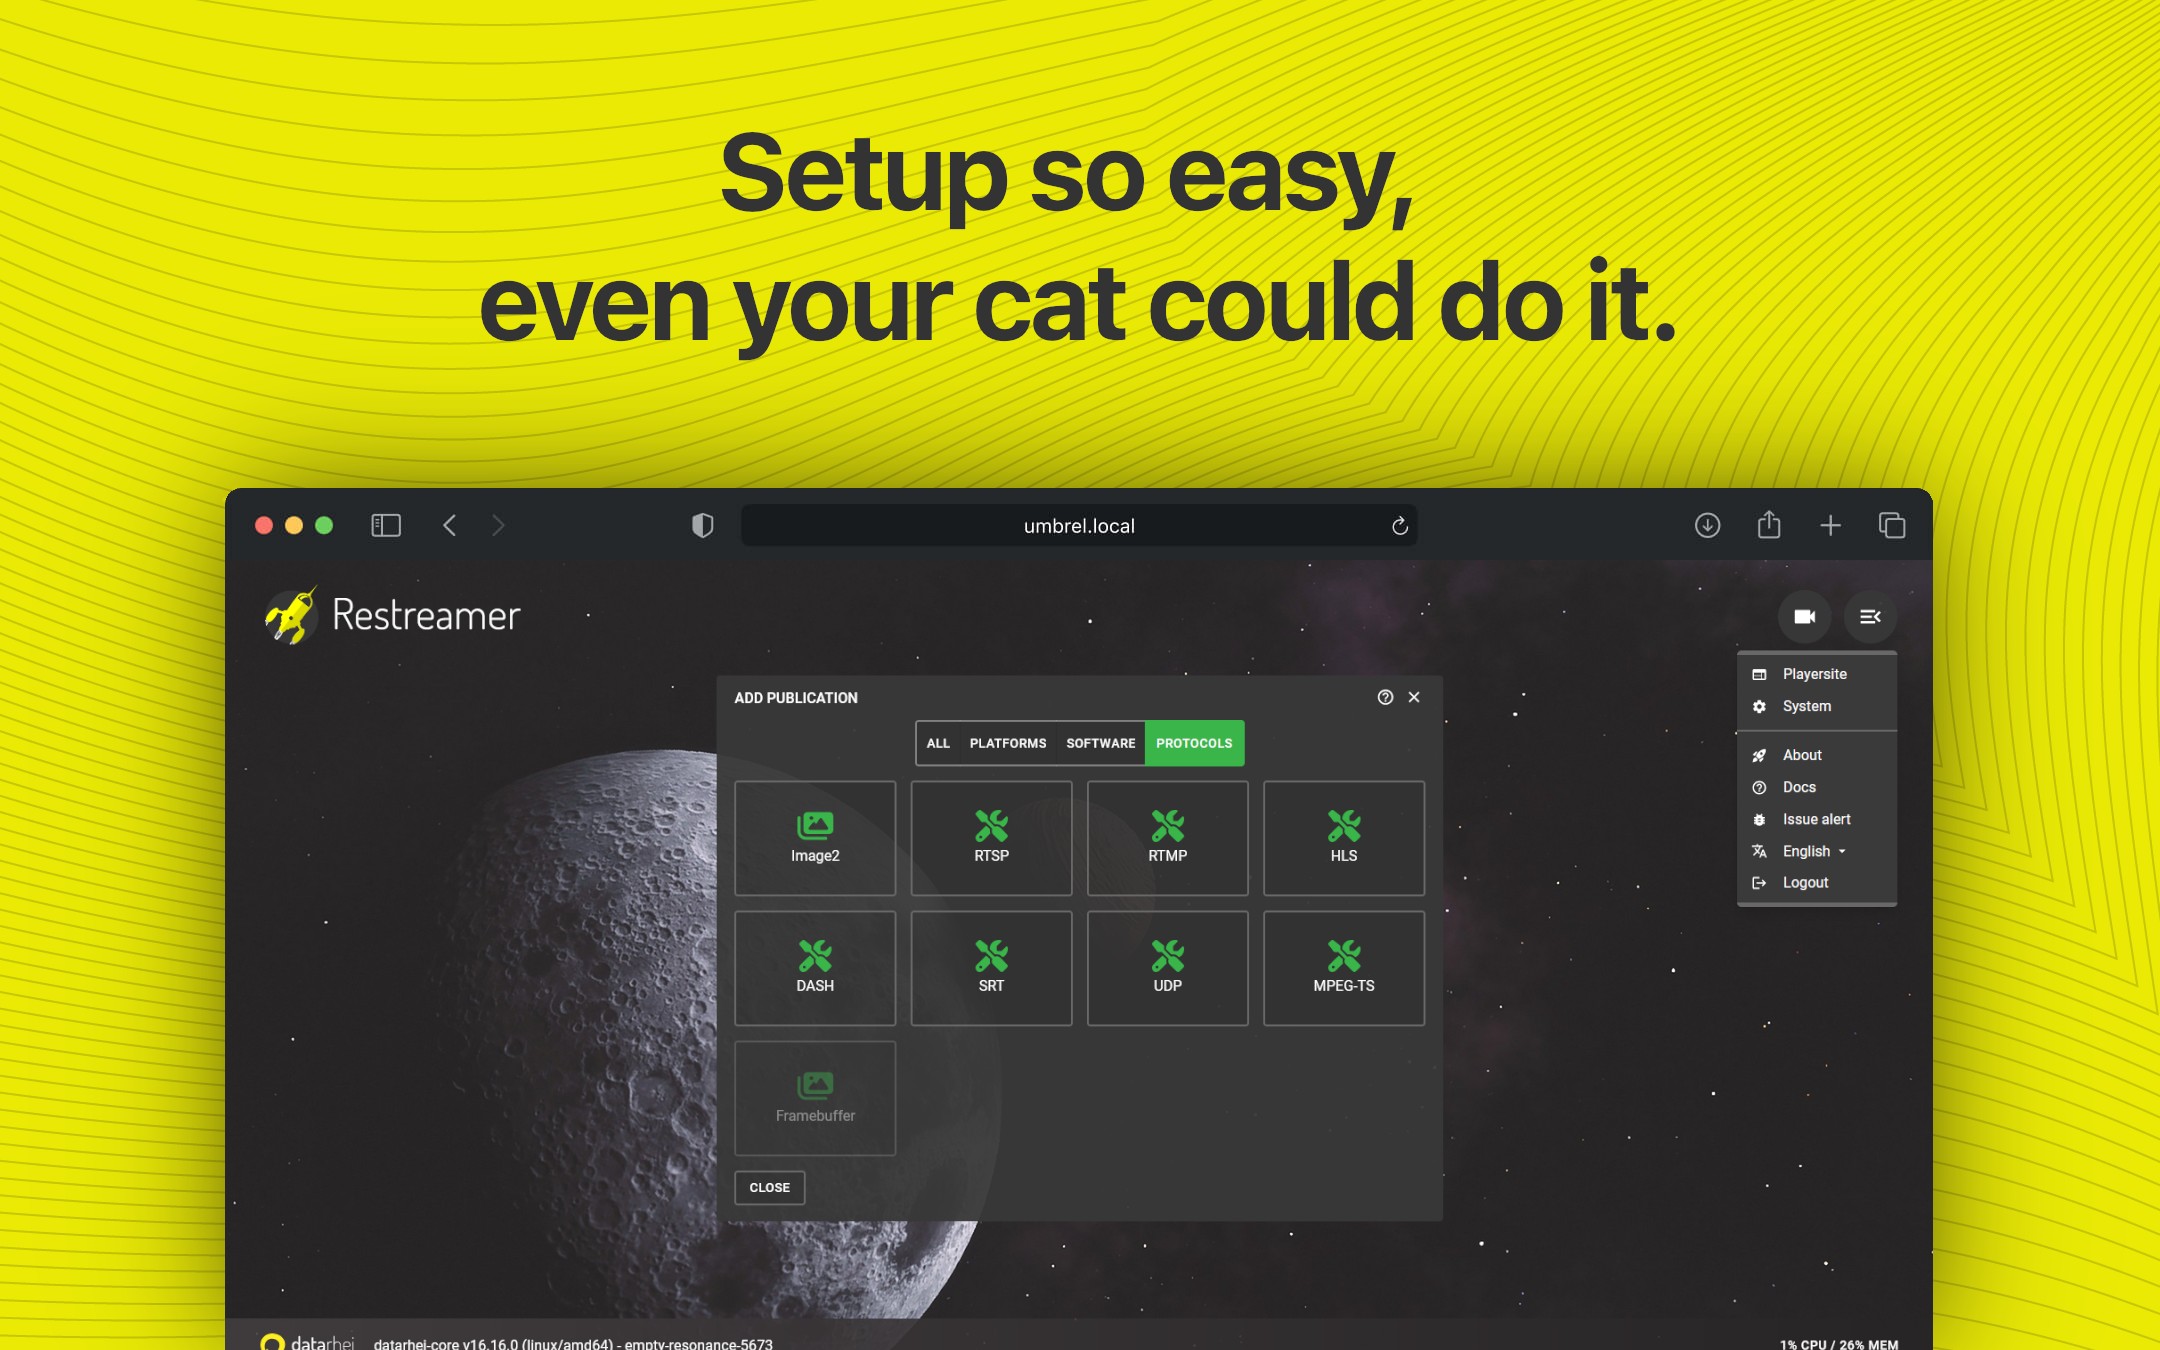 Setup so easy,
even your cat could do it.
umbrel.local
Restreamer
Playersite
System
About
Docs
Issue alert
English
Logout
ADD PUBLICATION
ALL PLATFORMS SOFTWARE PROTOCOLS
Image2 RTSP RTMP HLS
DASH SRT UDP MPEG-TS
Framebuffer
CLOSE
datarhei datarhei-core v16.16.0 (linux/amd64) - empty-resonance-5673 1% CPU / 26% MEM